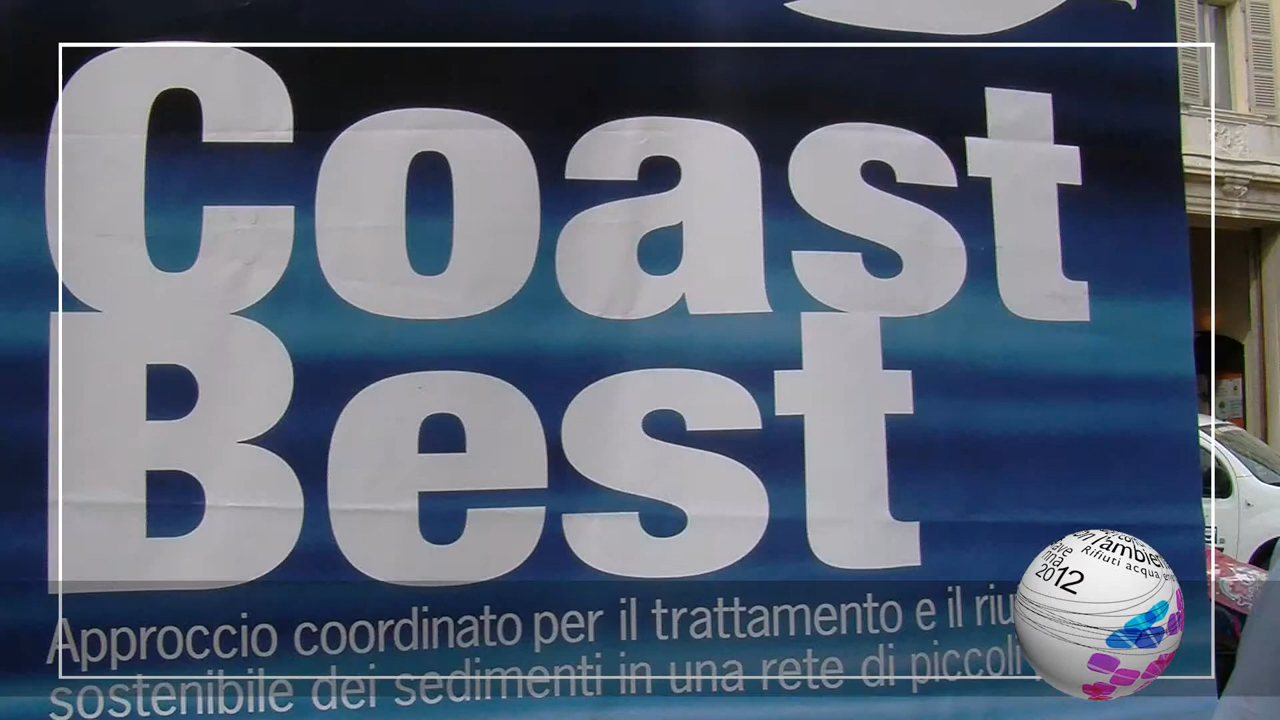 Coast
Best
Approccio coordinato per il trattamento e il
sostenibile dei sedimenti in una rete di piccoli
2012
Rifiuti acqua